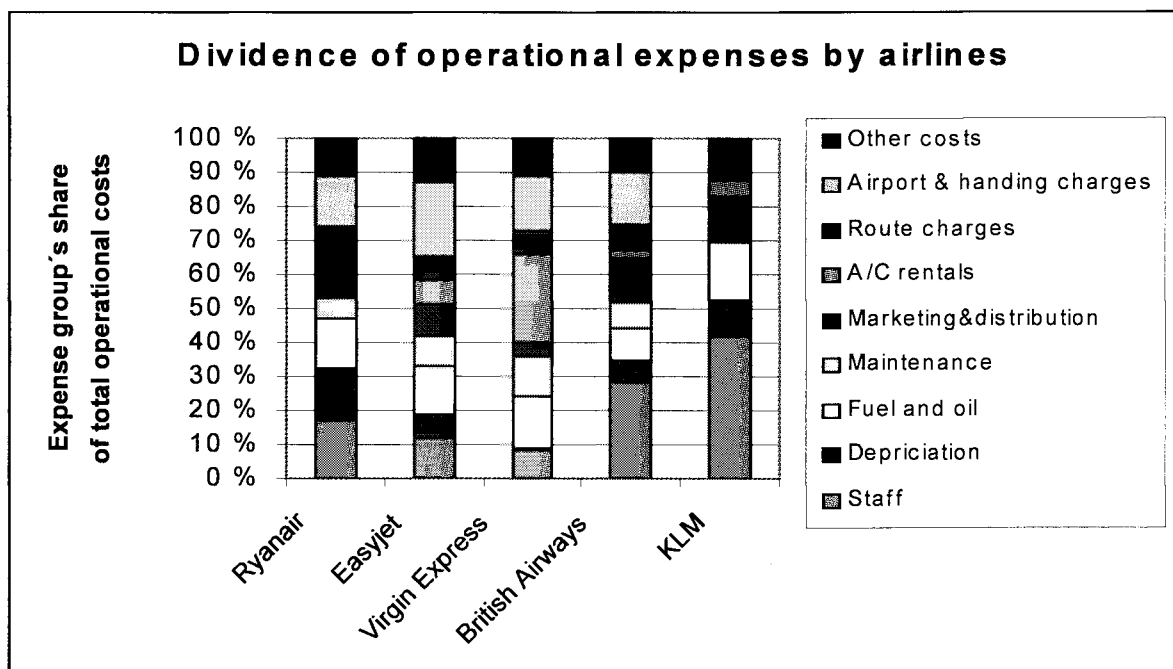 Dividence of operational expenses by airlines
Expense group´s share
of total operational costs
100 %
90 %
80 %
70 %
60 %
50 %
40 %
30 %
20 %
10 %
0 %
Ryanair
Easyjet
Virgin Express
British Airways
KLM
Other costs
Airport & handing charges
Route charges
A/C rentals
Marketing&distribution
Maintenance
Fuel and oil
Depriciation
Staff